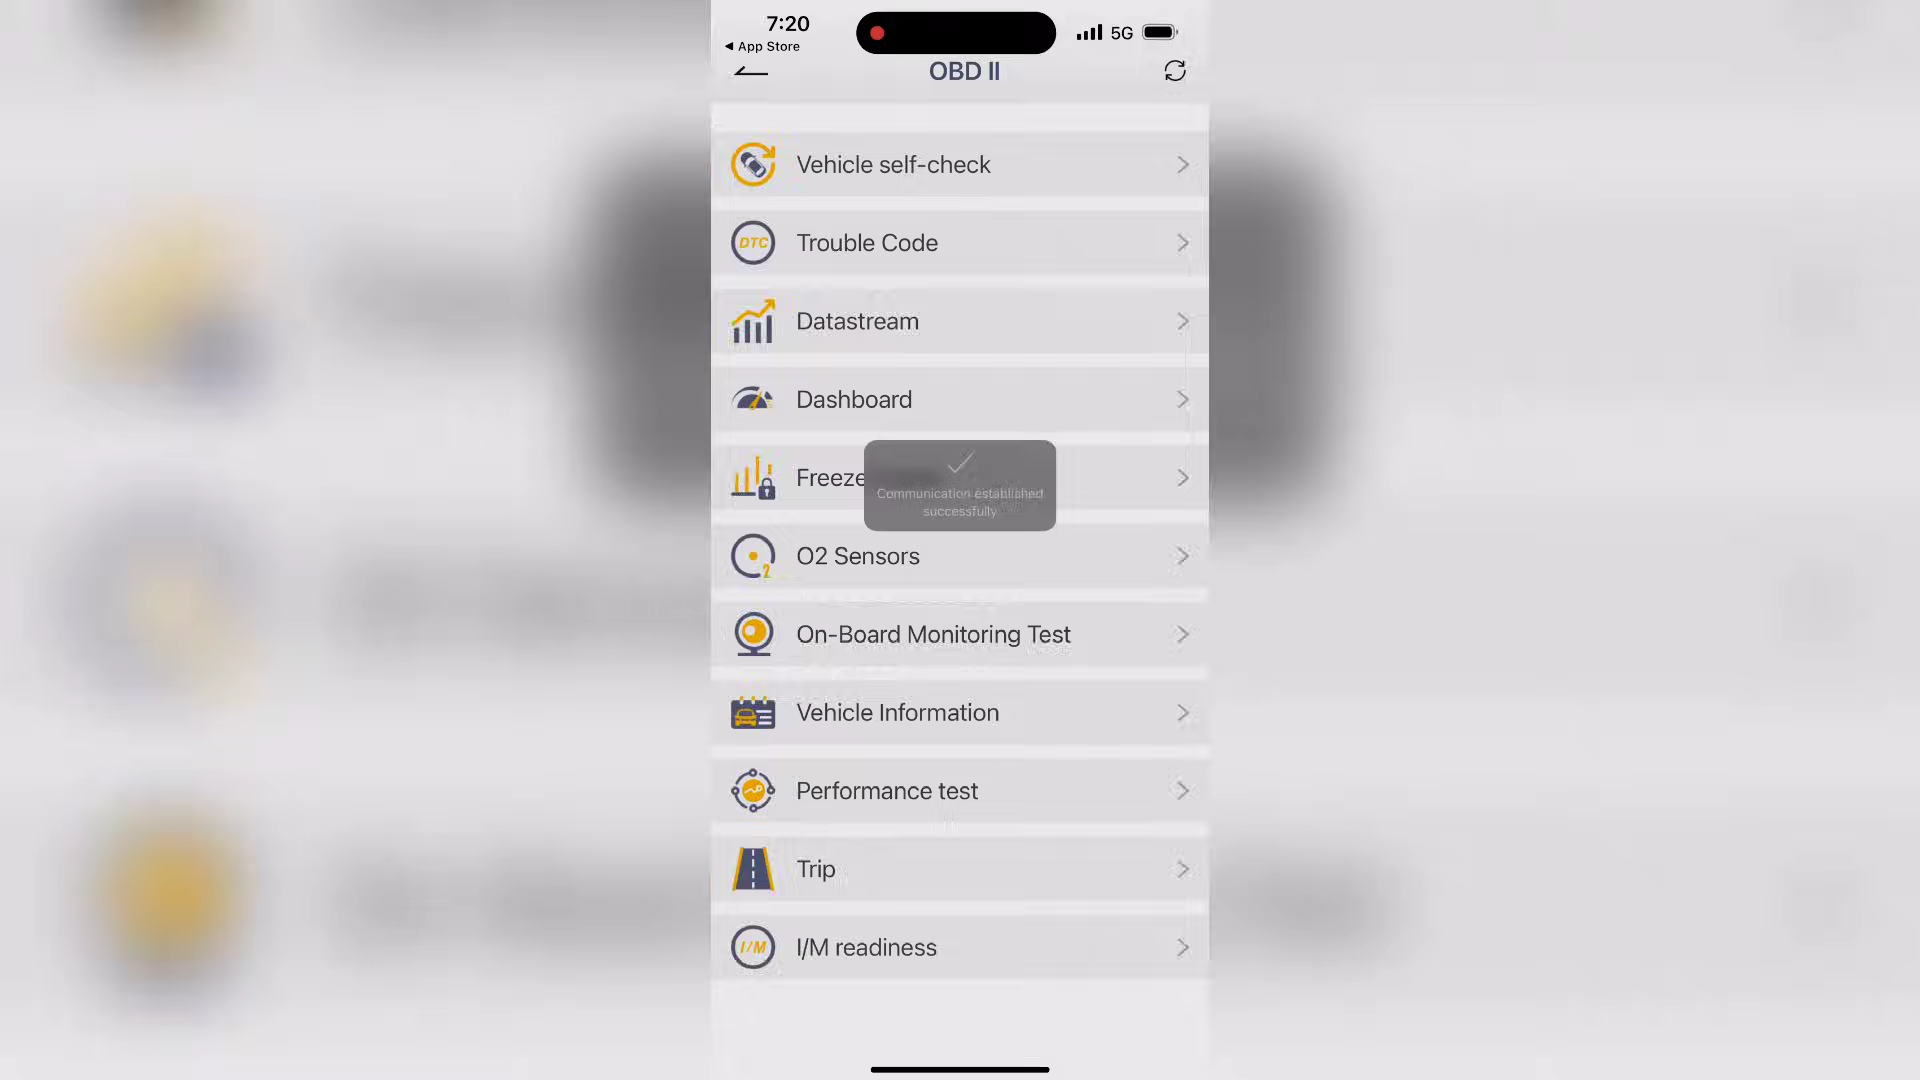 7:20
5G
◀ App Store
OBD II
Vehicle self-check
DTC
Trouble Code
Datastream
Dashboard
Freeze
Communication established
successfully
2
O2 Sensors
On-Board Monitoring Test
Vehicle Information
Performance test
Trip
I/M
I/M readiness